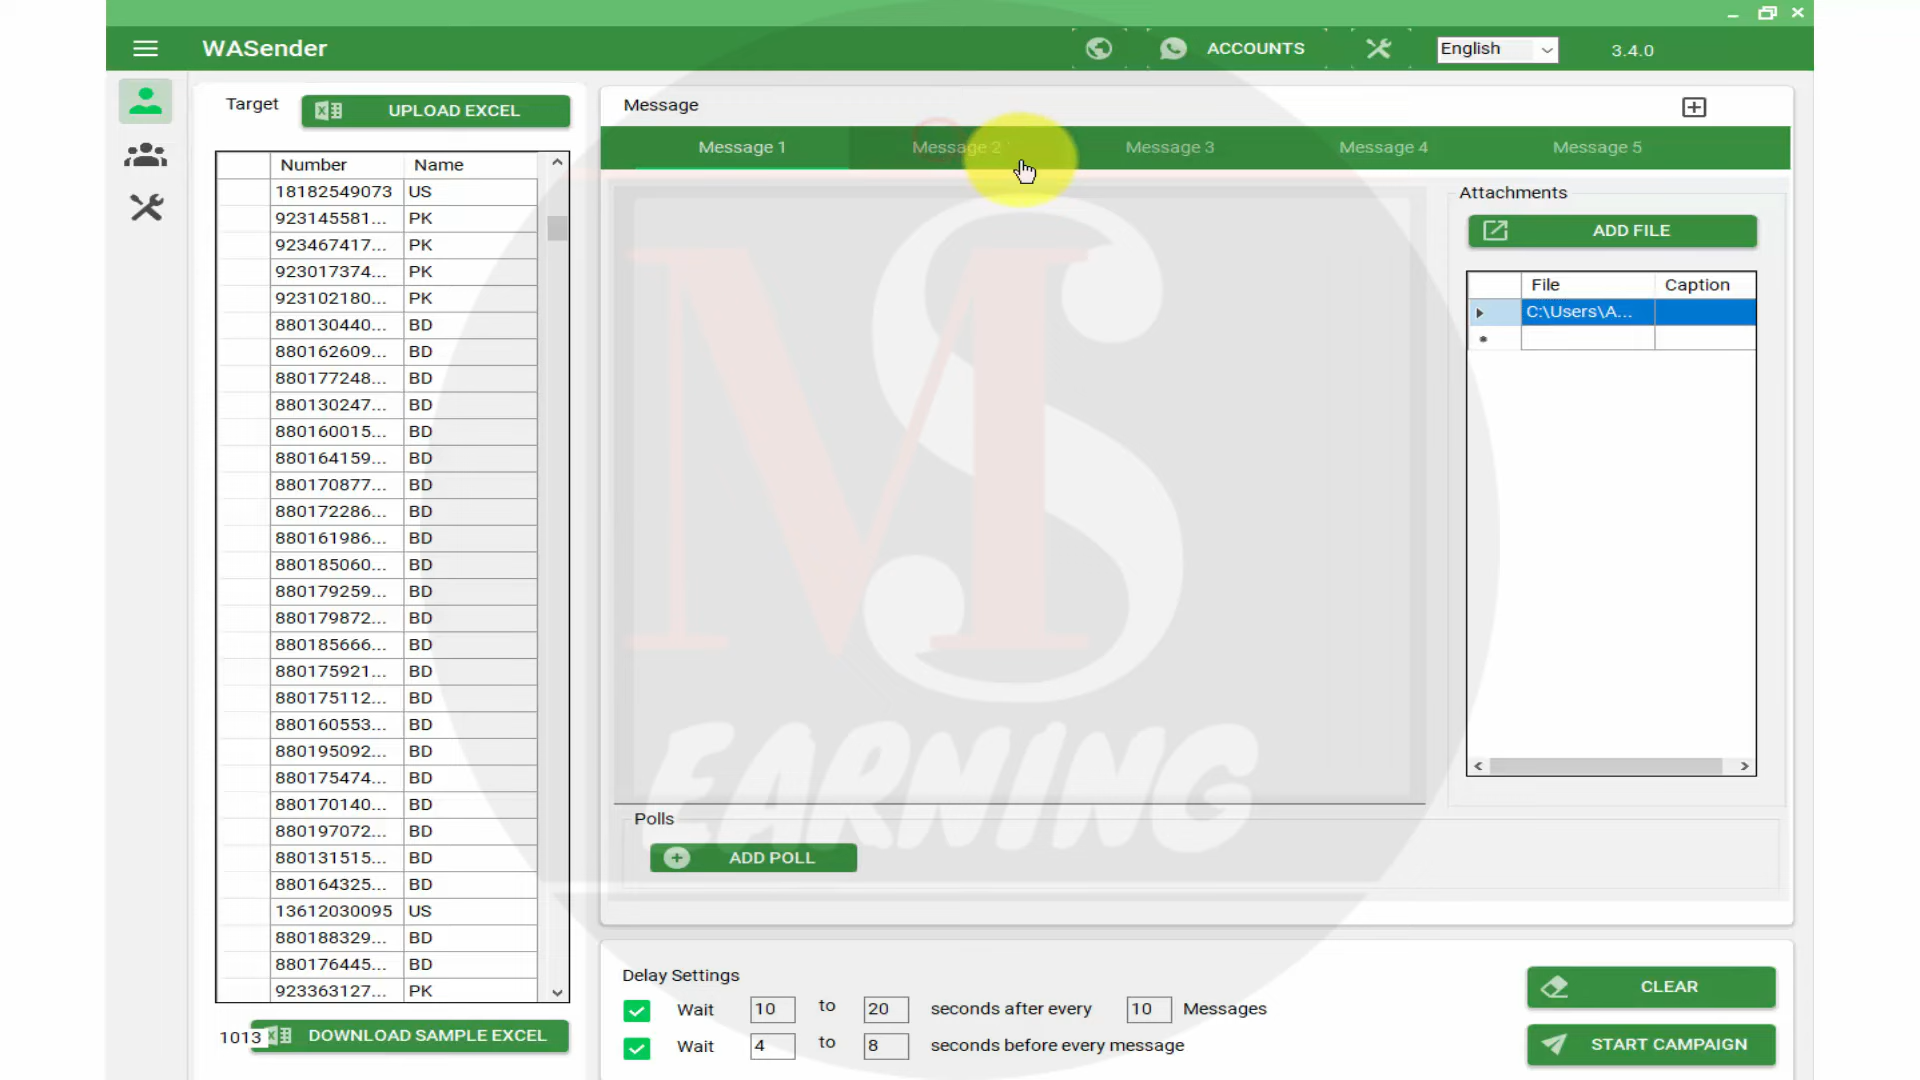 WASender
ACCOUNTS
English
3.4.0
Target
UPLOAD EXCEL
Number Name
18182549073 US
923145581... PK
923467417... PK
923017374... PK
923102180... PK
880130440... BD
880162609... BD
880177248... BD
880130247... BD
880160015... BD
880164159... BD
880170877... BD
880172286... BD
880161986... BD
880185060... BD
880179259... BD
880179872... BD
880185666... BD
880175921... BD
880175112... BD
880160553... BD
880195092... BD
880175474... BD
880170140... BD
880197072... BD
880131515... BD
880164325... BD
13612030095 US
880188329... BD
880176445... BD
923363127... PK
1013
DOWNLOAD SAMPLE EXCEL
Message
Message 1 Message 2 Message 3 Message 4 Message 5
MS
EARNING
Attachments
ADD FILE
File Caption
C:\Users\A...
Polls
ADD POLL
Delay Settings
Wait 10 to 20 seconds after every 10 Messages
Wait 4 to 8 seconds before every message
CLEAR
START CAMPAIGN